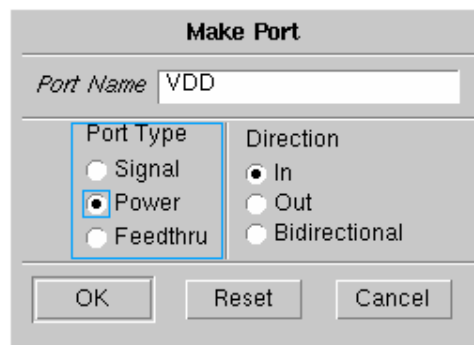 Make Port
Port Name VDD
Port Type
Signal
Power
Feedthru
Direction
In
Out
Bidirectional
OK Reset Cancel